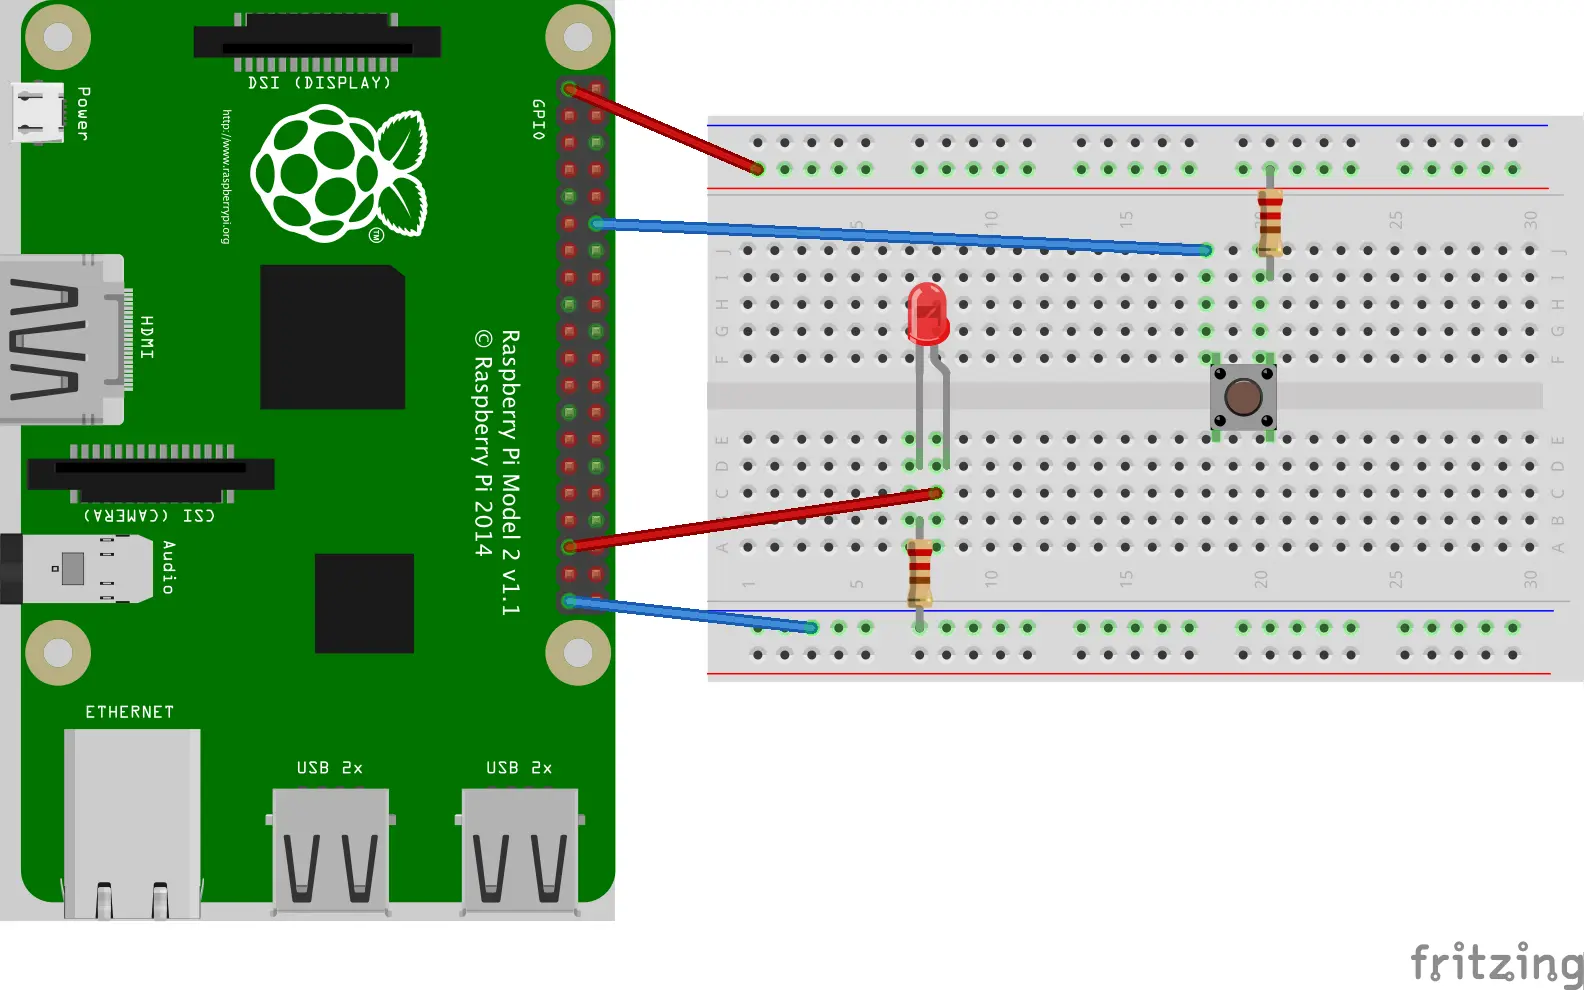 DSI (DISPLAY)
Power
GPIO
http://www.raspberrypi.org
TM
HDMI
Raspberry Pi Model 2 v1.1
© Raspberry Pi 2014
CSI (CAMERA)
Audio
ETHERNET
USB 2x
USB 2x
5 10 15 20 25 30
J J
I I
H H
G G
F F
E E
D D
C C
B B
A A
1 5 10 15 20 25 30
fritzing